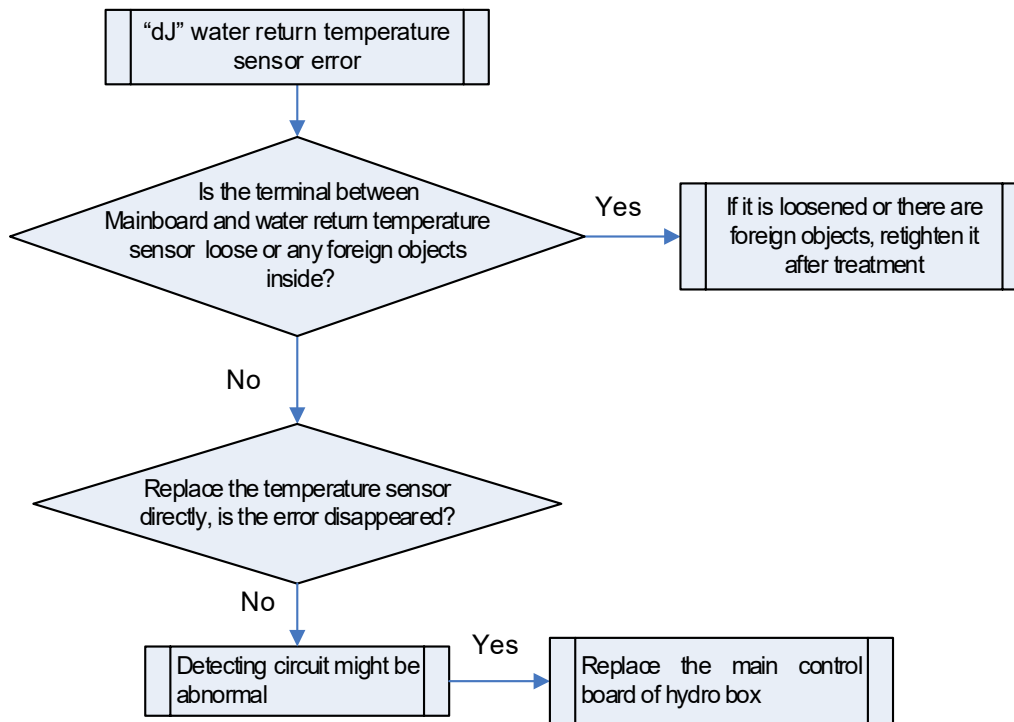 “dJ” water return temperature
sensor error
Is the terminal between
Mainboard and water return temperature
sensor loose or any foreign objects
inside?
Yes
If it is loosened or there are
foreign objects, retighten it
after treatment
No
Replace the temperature sensor
directly, is the error disappeared?
No
Detecting circuit might be
abnormal
Yes
Replace the main control
board of hydro box